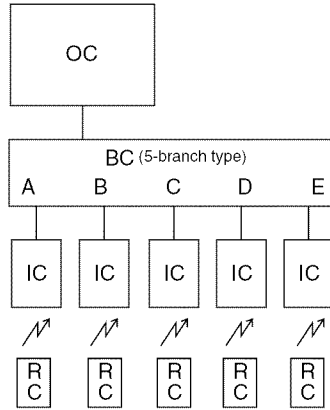 OC
BC (5-branch type)
A B C D E
IC IC IC IC IC
R R R R R
C C C C C